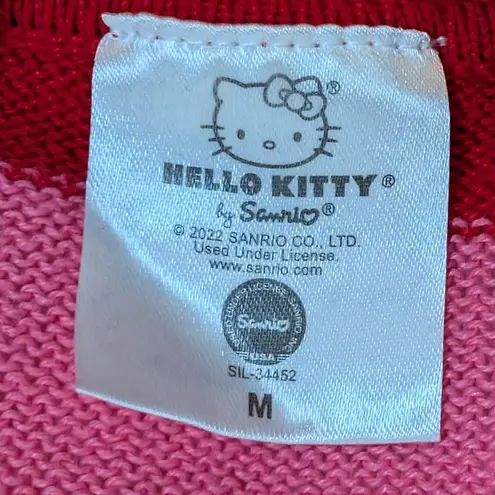 ®
HELLO KITTY®
by Sanrio®
© 2022 SANRIO CO., LTD.
Used Under License.
www.sanrio.com
Sanrio
USA
SIL-34452
M